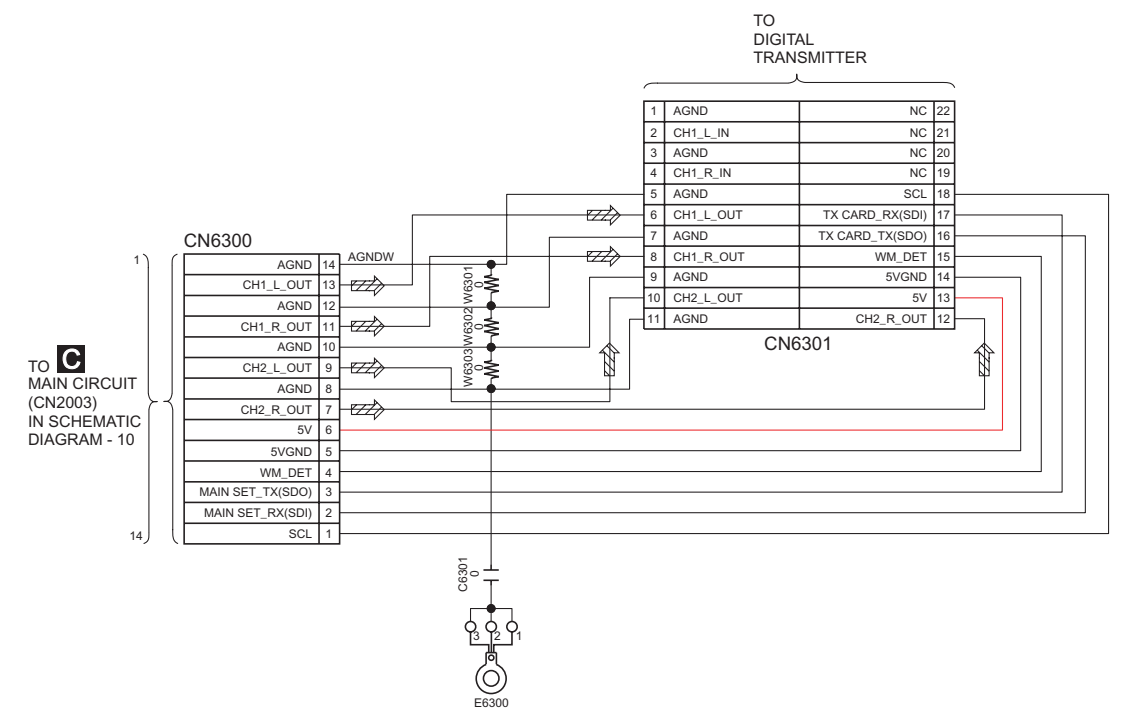 TO
DIGITAL
TRANSMITTER
1 AGND NC 22
2 CH1_L_IN NC 21
3 AGND NC 20
4 CH1_R_IN NC 19
5 AGND SCL 18
6 CH1_L_OUT TX CARD_RX(SDI) 17
7 AGND TX CARD_TX(SDO) 16
8 CH1_R_OUT WM_DET 15
9 AGND 5VGND 14
10 CH2_L_OUT 5V 13
11 AGND CH2_R_OUT 12
CN6301
CN6300
1
14
TO C
MAIN CIRCUIT
(CN2003)
IN SCHEMATIC
DIAGRAM - 10
AGND 14
CH1_L_OUT 13
AGND 12
CH1_R_OUT 11
AGND 10
CH2_L_OUT 9
AGND 8
CH2_R_OUT 7
5V 6
5VGND 5
WM_DET 4
MAIN SET_TX(SDO) 3
MAIN SET_RX(SDI) 2
SCL 1
AGNDW
W6301
0
W6302
0
W6303
0
C6301
0
3 2 1
E6300